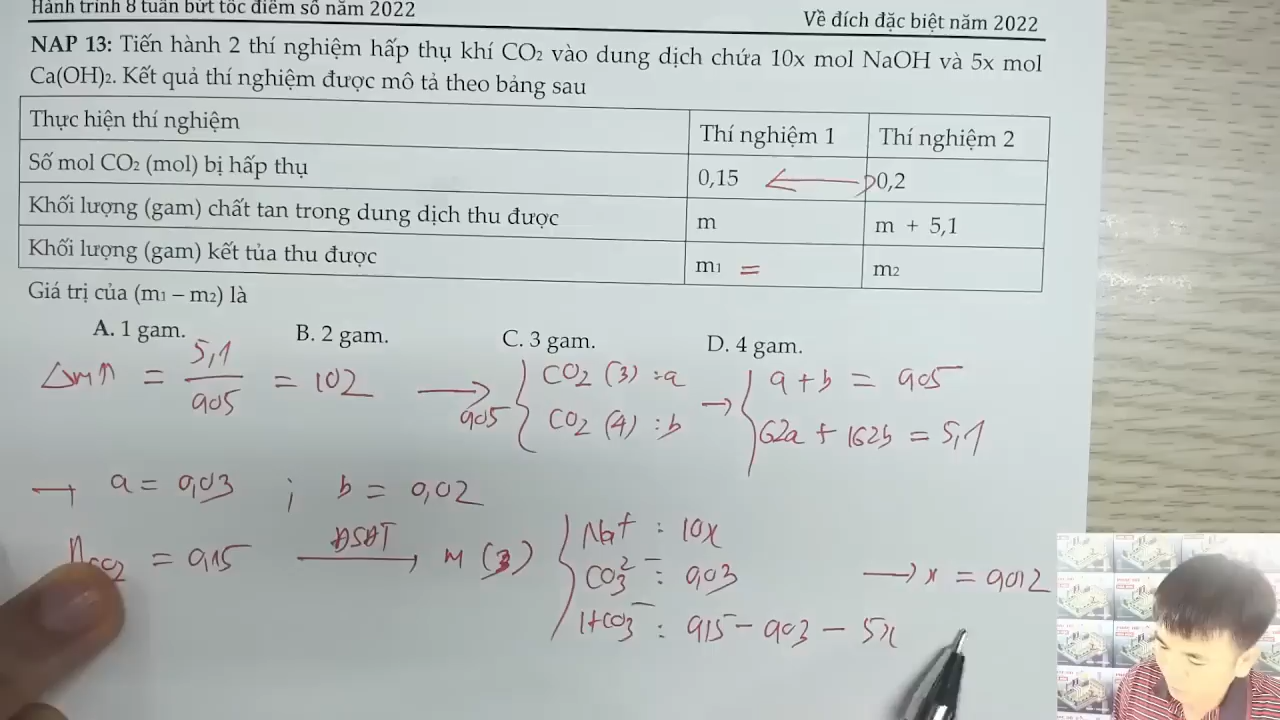 Hành trình 8 tuần bứt tốc điểm số năm 2022
Về đích đặc biệt năm 2022
NAP 13: Tiến hành 2 thí nghiệm hấp thụ khí CO₂ vào dung dịch chứa 10x mol NaOH và 5x mol
Ca(OH)₂. Kết quả thí nghiệm được mô tả theo bảng sau
Thực hiện thí nghiệm Thí nghiệm 1 Thí nghiệm 2
Số mol CO₂ (mol) bị hấp thụ 0,15 ← 0,2
Khối lượng (gam) chất tan trong dung dịch thu được m m + 5,1
Khối lượng (gam) kết tủa thu được m₁ = m₂
Giá trị của (m₁ – m₂) là
A. 1 gam. B. 2 gam. C. 3 gam. D. 4 gam.
Δm↑ = 5,1/0,05 = 102 →0,05 { CO₂ (3) : a → { a + b = 0,05
CO₂ (4) : b 62a + 162b = 5,1
→ a = 0,03 ; b = 0,02
nCO₂ = 0,15 BSĐT → m (3) { Na⁺ : 10x
CO₃²⁻ : 0,03 → x = 0,012
HCO₃⁻ : 0,15 – 0,03 – 5x